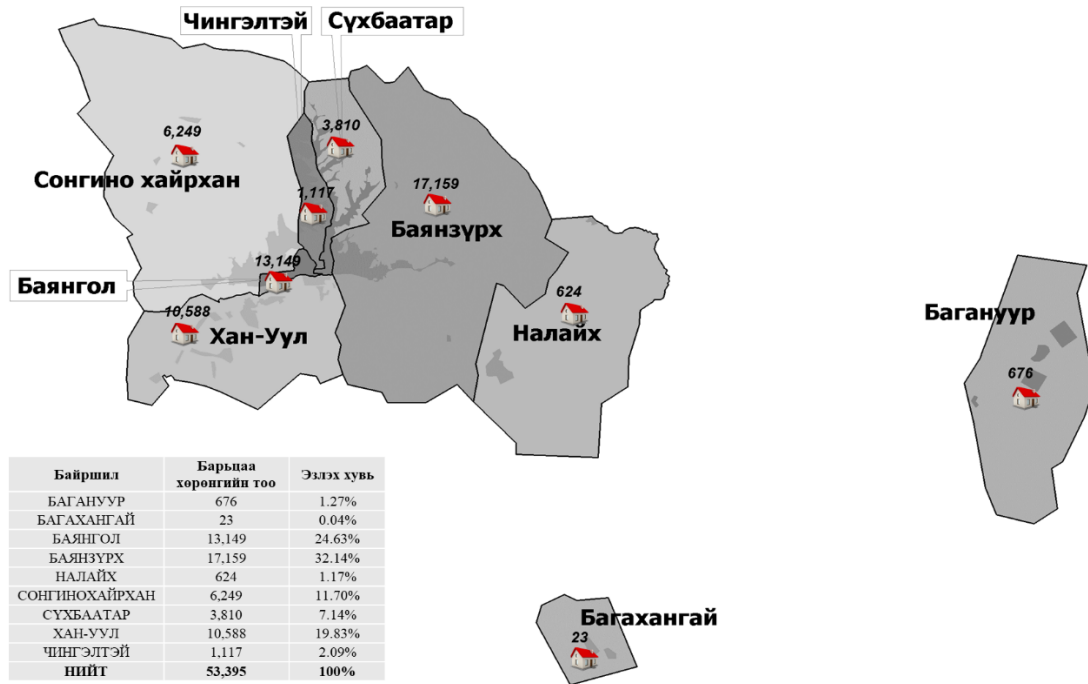 Чингэлтэй
Сүхбаатар
6,249
3,810
Сонгино хайрхан
1,117
17,159
Баянзүрх
13,149
Баянгол
10,588
Хан-Уул
624
Налайх
Багануур
676
Байршил Барьцаа хөрөнгийн тоо Эзлэх хувь
БАГАНУУР 676 1.27%
БАГАХАНГАЙ 23 0.04%
БАЯНГОЛ 13,149 24.63%
БАЯНЗҮРХ 17,159 32.14%
НАЛАЙХ 624 1.17%
СОНГИНОХАЙРХАН 6,249 11.70%
СҮХБААТАР 3,810 7.14%
ХАН-УУЛ 10,588 19.83%
ЧИНГЭЛТЭЙ 1,117 2.09%
НИЙТ 53,395 100%
Багахангай
23